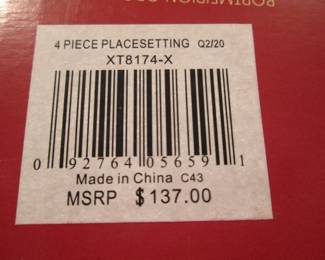 4 PIECE PLACESETTING Q2/20
XT8174-X
0 92764 05659 1
Made in China C43
MSRP $137.00